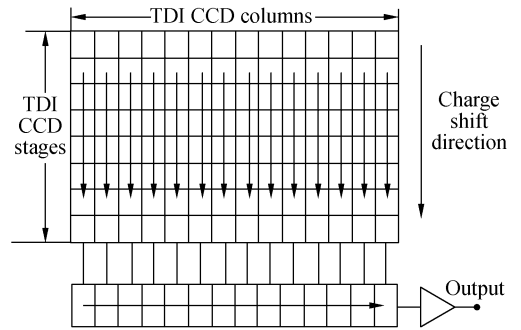 TDI CCD columns
TDI
CCD
stages
Charge
shift
direction
Output